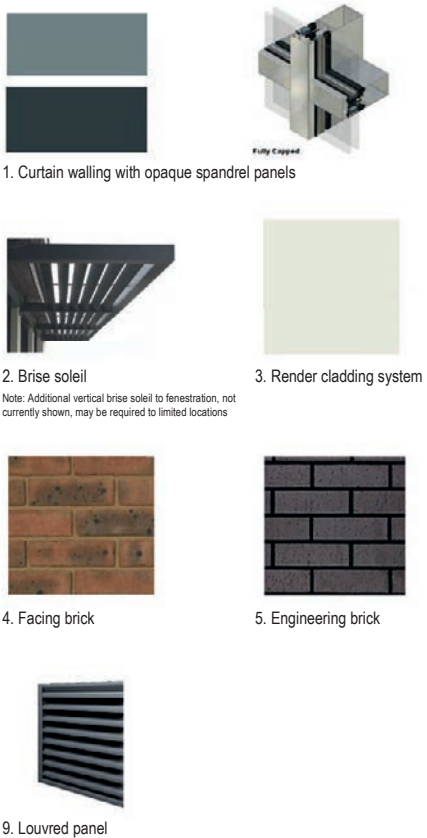 Fully Capped
1. Curtain walling with opaque spandrel panels
2. Brise soleil
Note: Additional vertical brise soleil to fenestration, not
currently shown, may be required to limited locations
3. Render cladding system
4. Facing brick
5. Engineering brick
9. Louvred panel